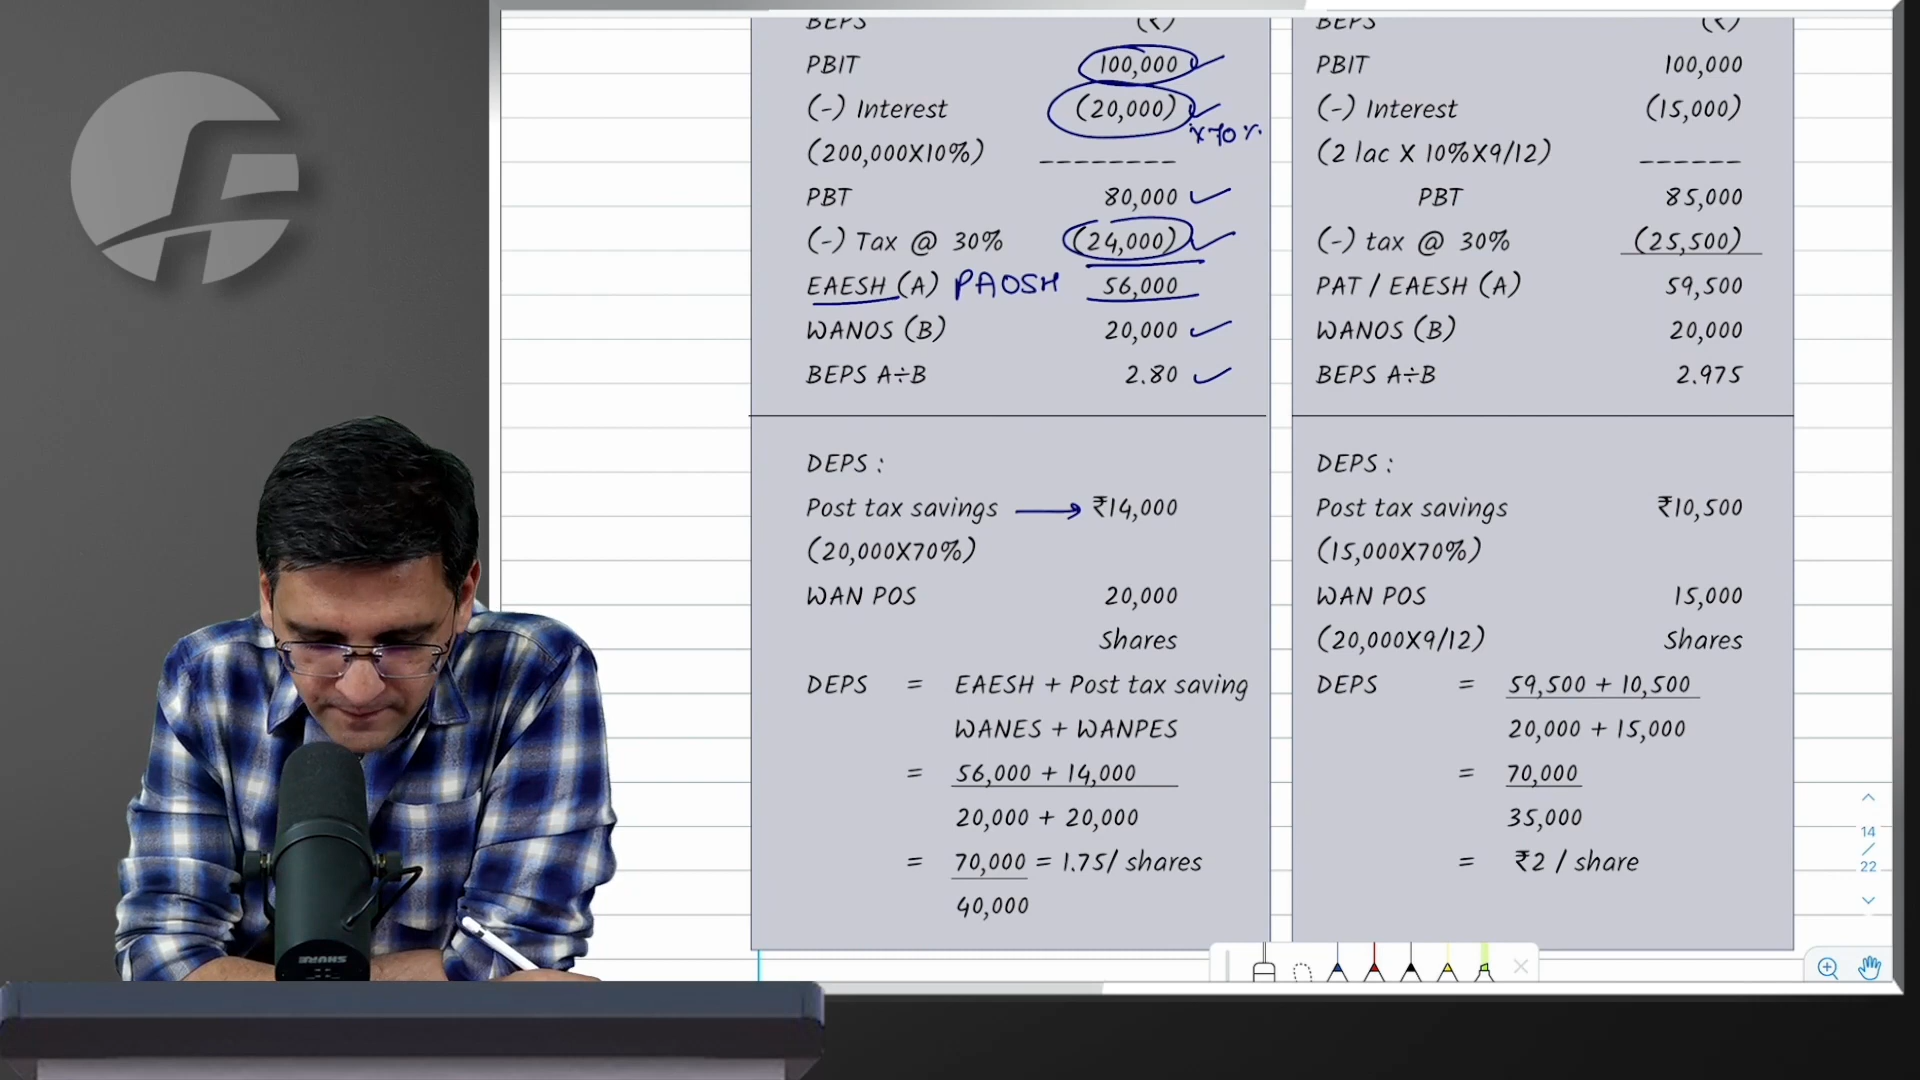 BEPS (₹)
PBIT 100,000
(-) Interest (20,000)
x70%
(200,000X10%) --------
PBT 80,000
(-) Tax @ 30% (24,000)
EAESH (A) PAOSH 56,000
WANOS (B) 20,000
BEPS A÷B 2.80
DEPS :
Post tax savings → ₹14,000
(20,000X70%)
WAN POS 20,000
Shares
DEPS = EAESH + Post tax saving
WANES + WANPES
= 56,000 + 14,000
20,000 + 20,000
= 70,000 = 1.75/ shares
40,000
BEPS (₹)
PBIT 100,000
(-) Interest (15,000)
(2 lac X 10%X9/12) ------
PBT 85,000
(-) tax @ 30% (25,500)
PAT / EAESH (A) 59,500
WANOS (B) 20,000
BEPS A÷B 2.975
DEPS :
Post tax savings ₹10,500
(15,000X70%)
WAN POS 15,000
(20,000X9/12) Shares
DEPS = 59,500 + 10,500
20,000 + 15,000
= 70,000
35,000
= ₹2 / share
14
/
22
SHURE